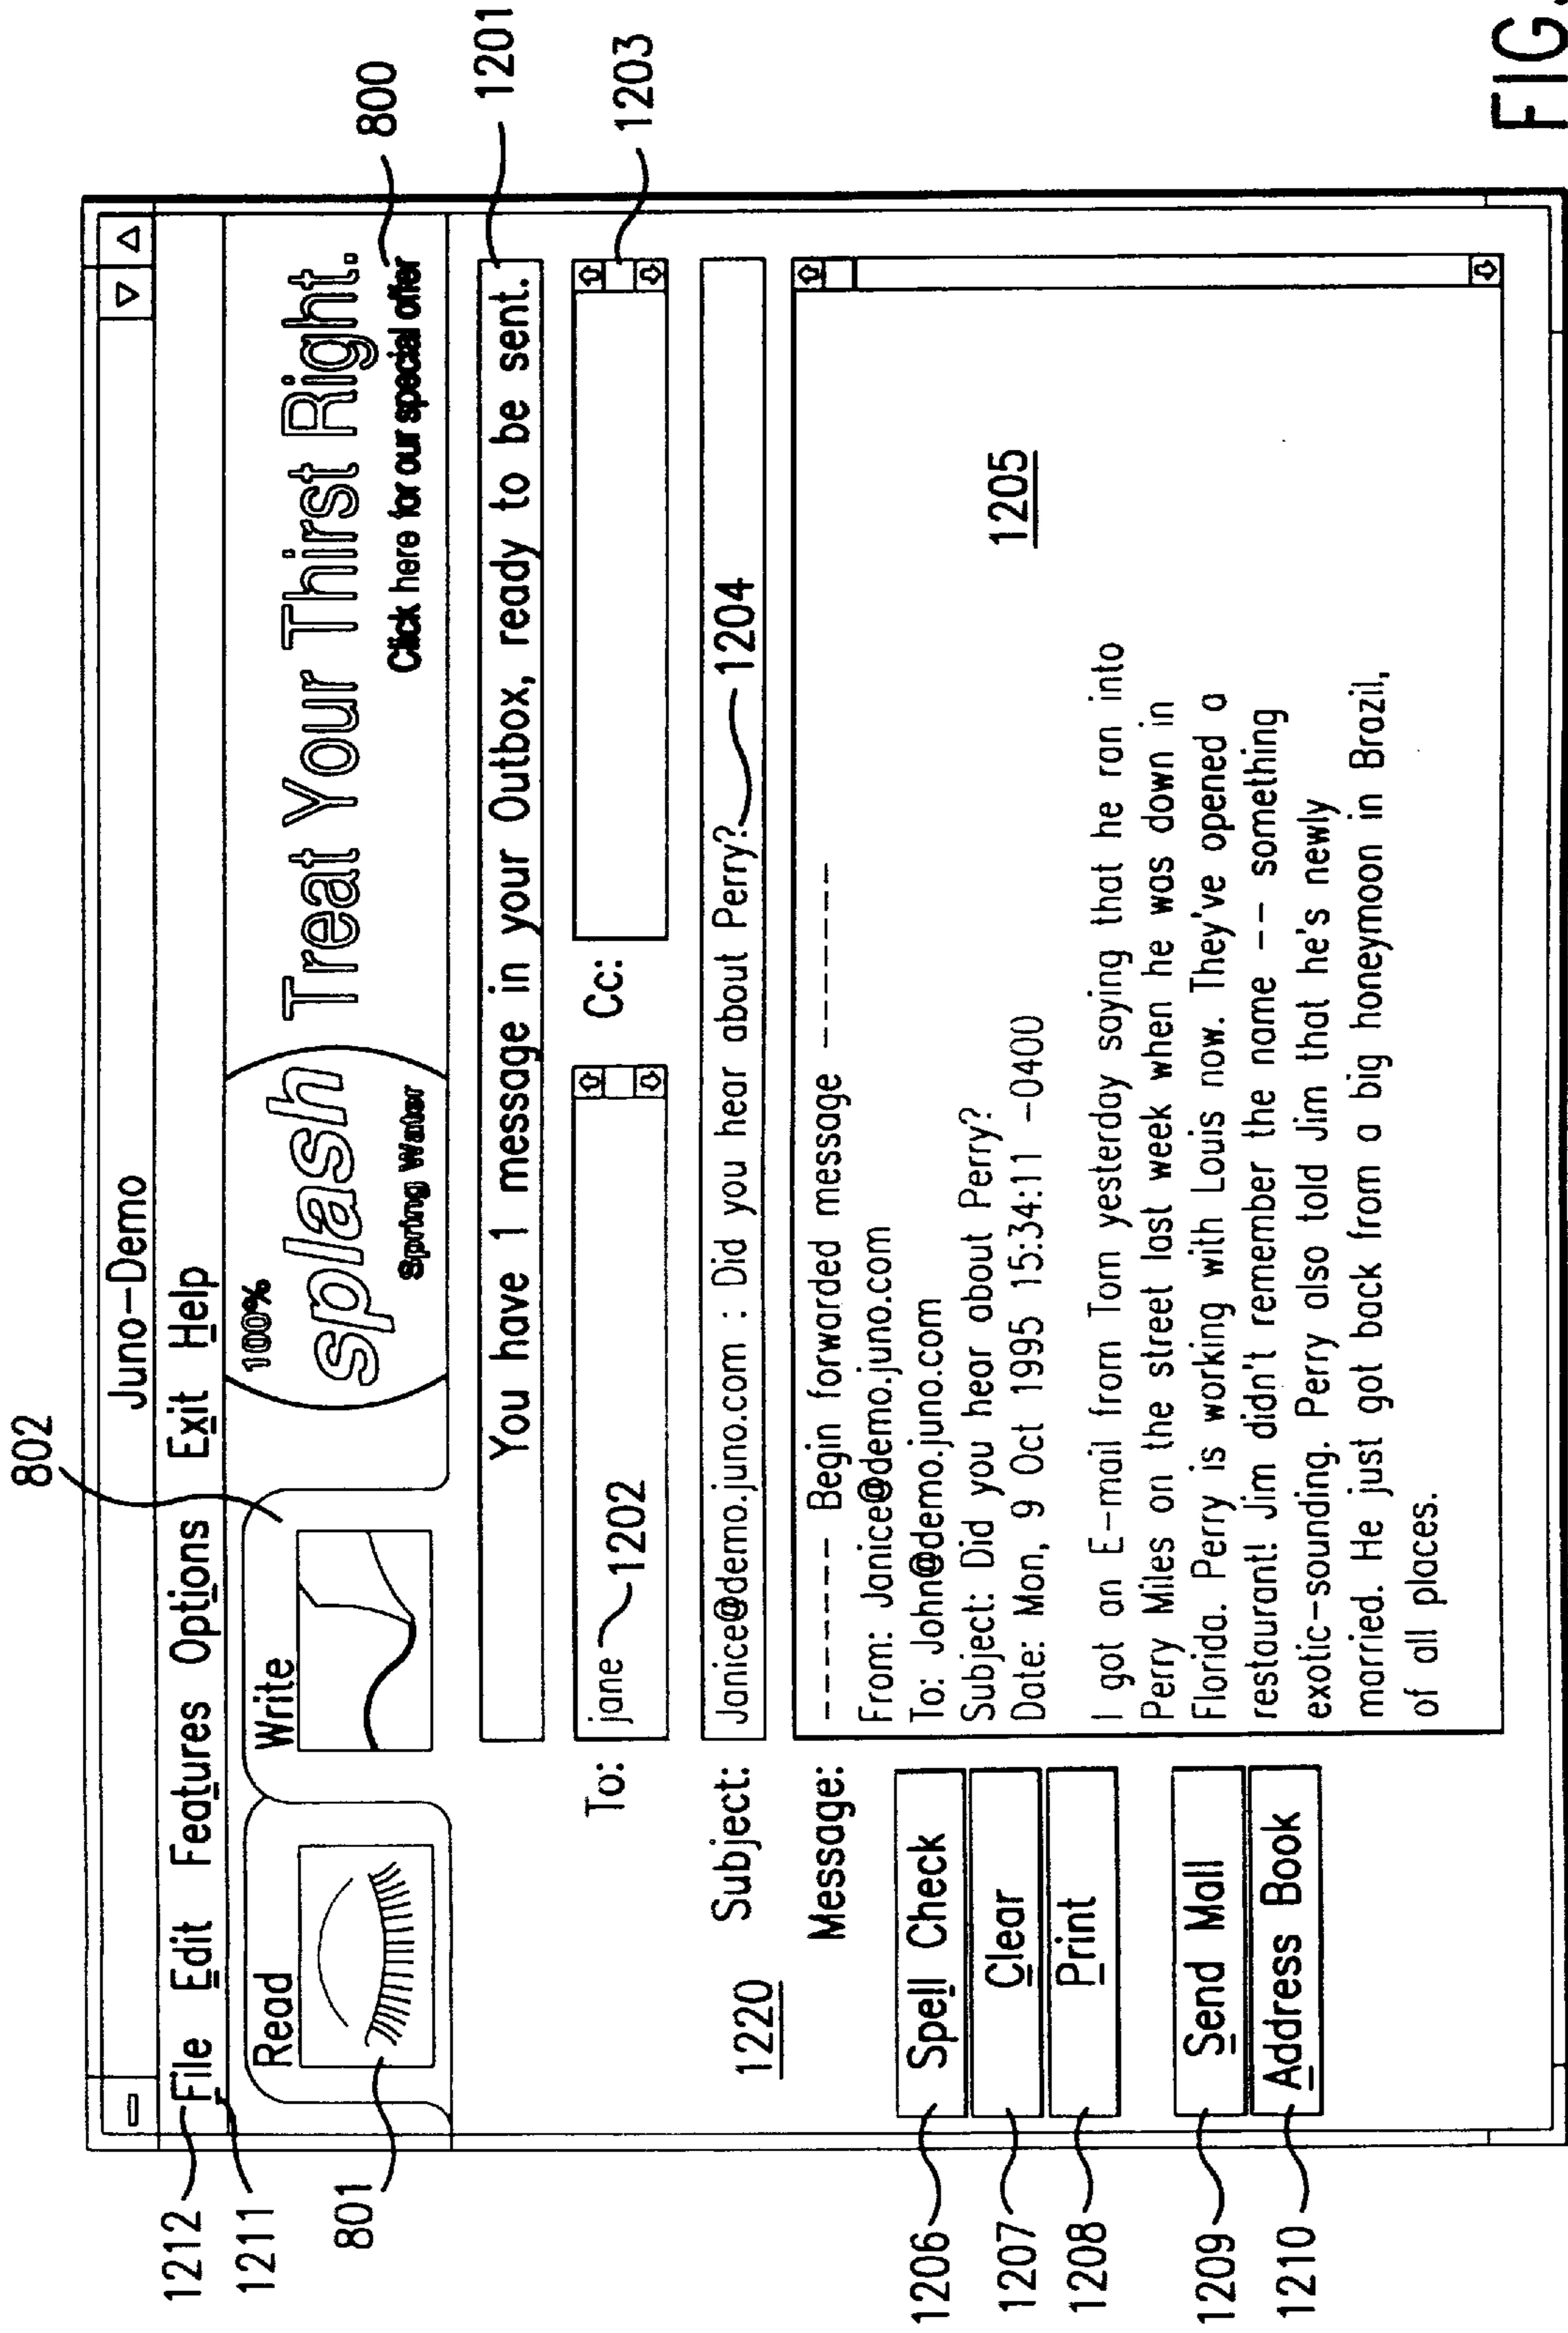 802
Juno-Demo
1212
File Edit Features Options Exit Help
1211
Read
Write
801
100%
splash
Spring Water
Treat Your Thirst Right.
Click here for our special offer
800
You have 1 message in your Outbox, ready to be sent.
1201
To: jane 1202
Cc:
1203
1220
Subject: Janice@demo.juno.com : Did you hear about Perry? 1204
Message:
------ Begin forwarded message ------
From: Janice@demo.juno.com
To: John@demo.juno.com
Subject: Did you hear about Perry?
Date: Mon, 9 Oct 1995 15:34:11 -0400
1205
I got an E-mail from Tom yesterday saying that he ran into
Perry Miles on the street last week when he was down in
Florida. Perry is working with Louis now. They've opened a
restaurant! Jim didn't remember the name -- something
exotic-sounding. Perry also told Jim that he's newly
married. He just got back from a big honeymoon in Brazil,
of all places.
1206 Spell Check
1207 Clear
1208 Print
1209 Send Mail
1210 Address Book
FIG.